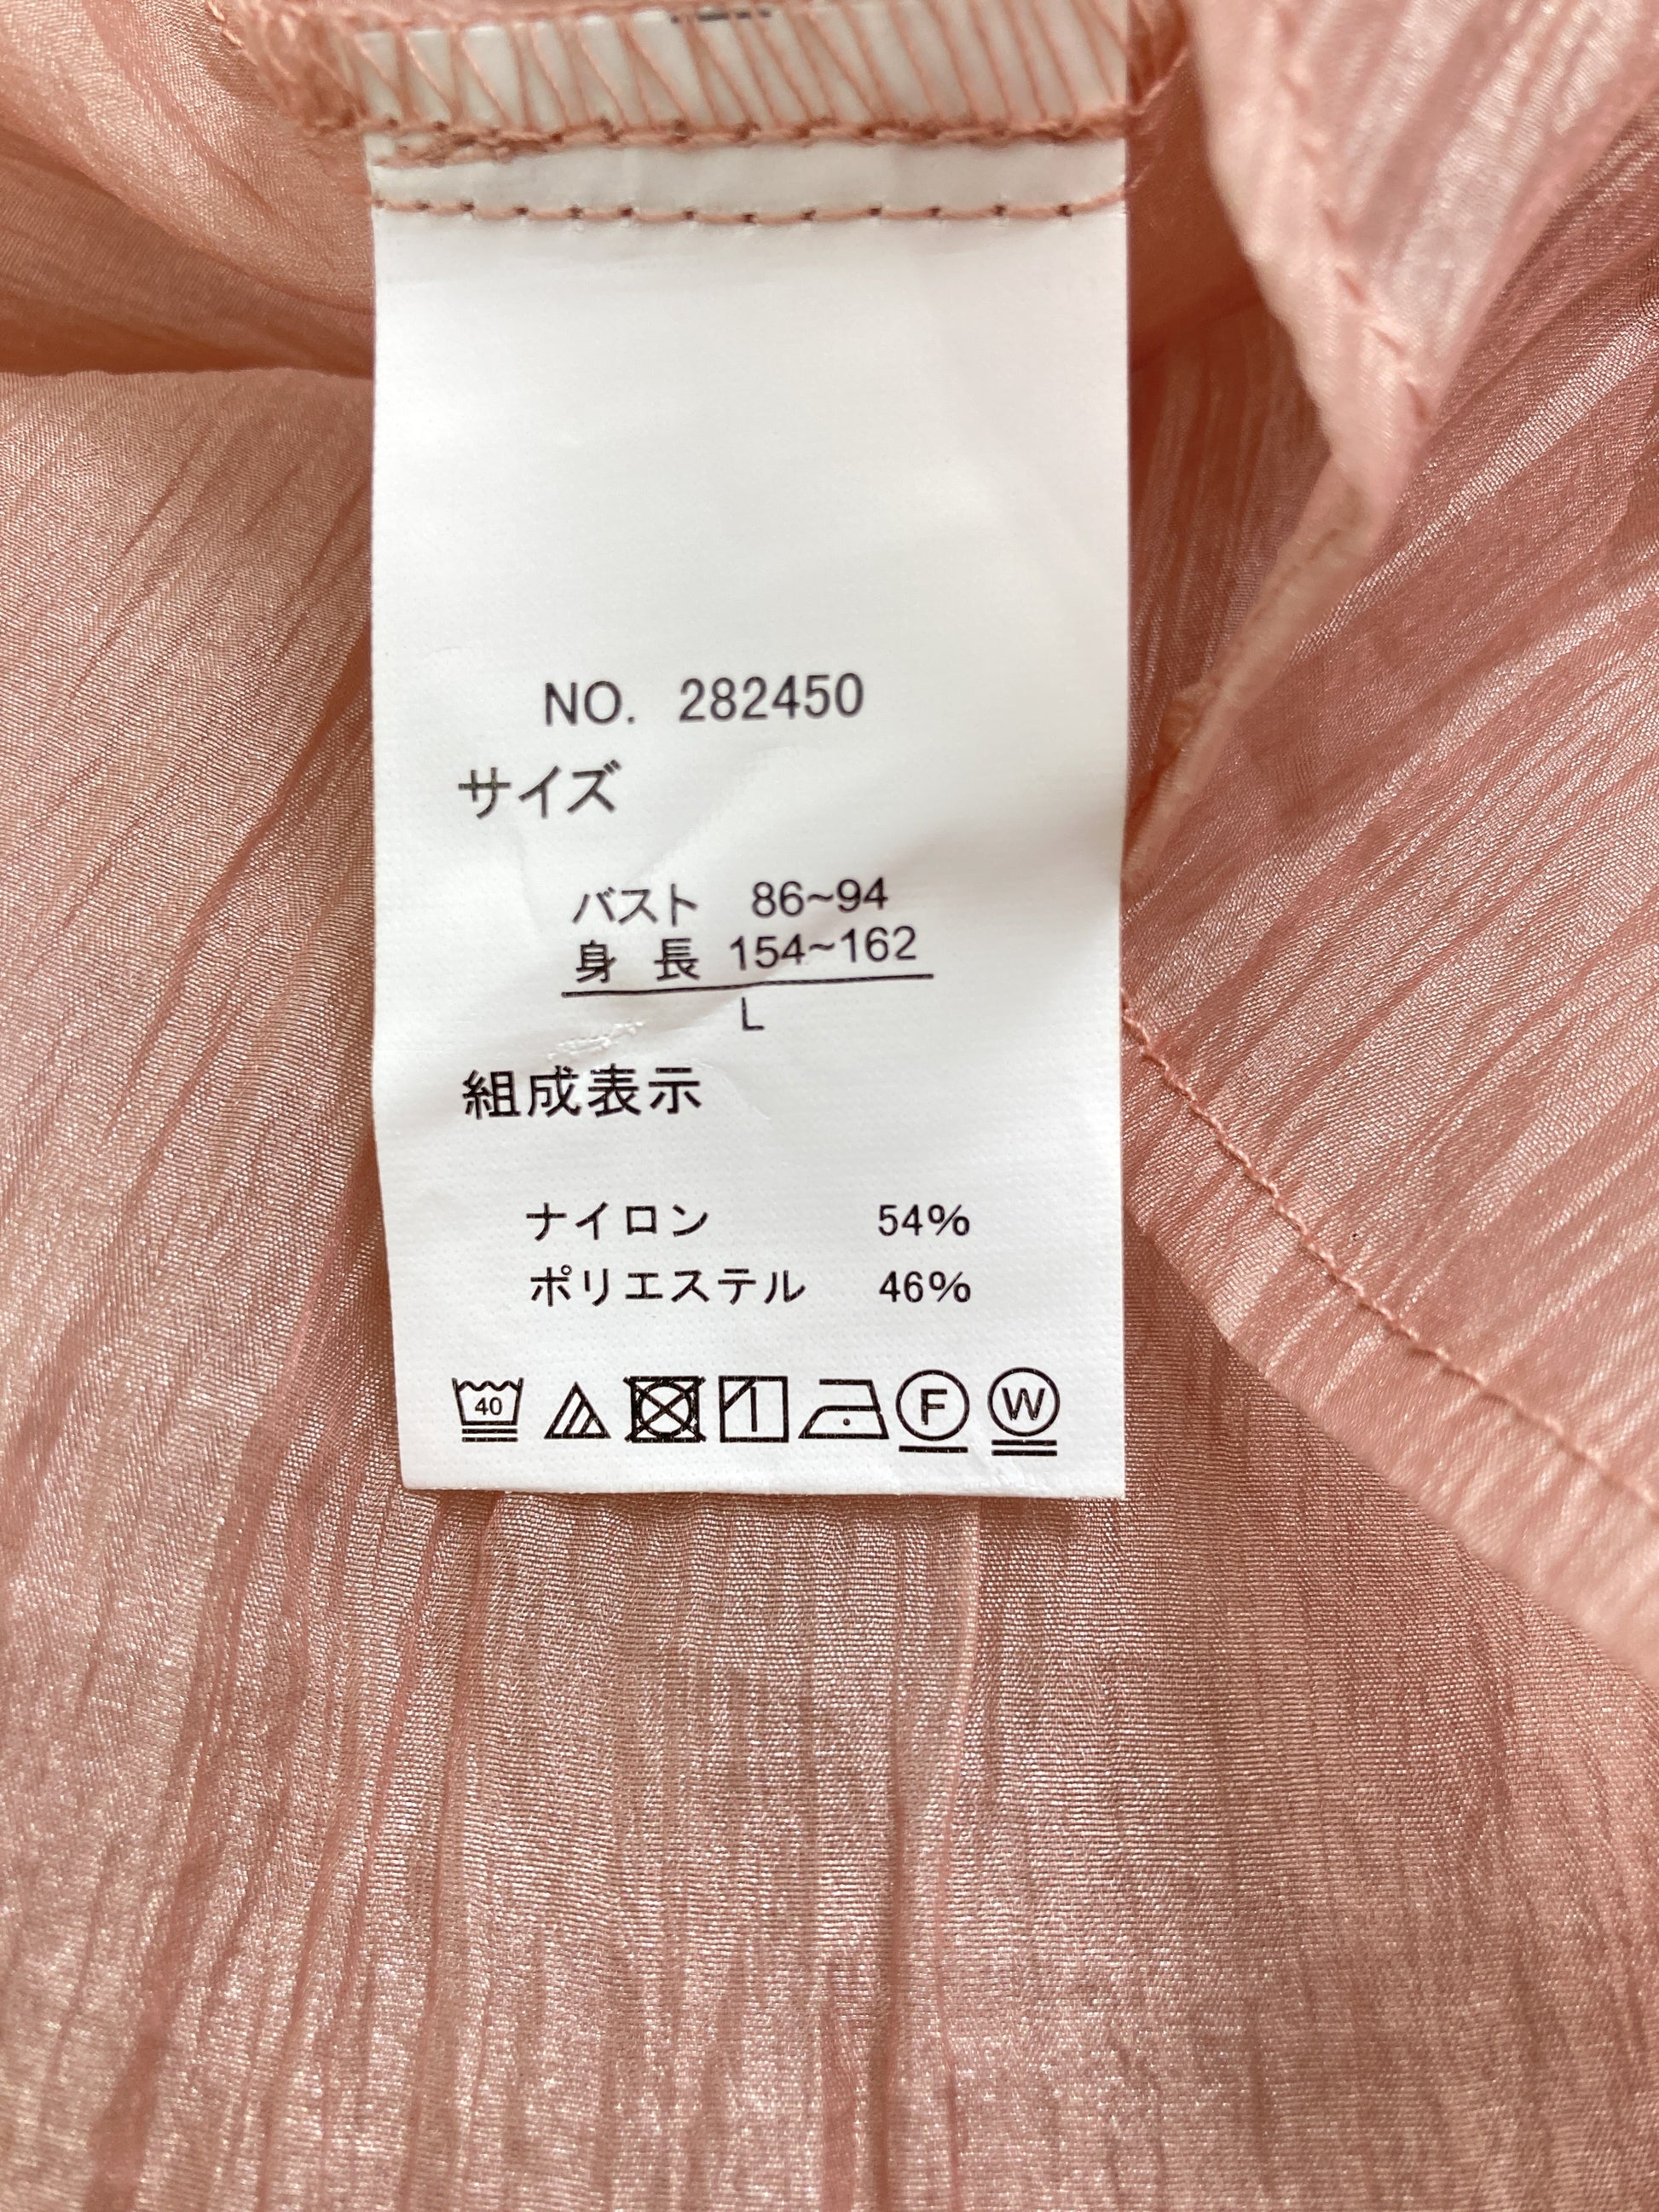 NO. 282450
サイズ
バスト 86~94
身 長 154~162
L
組成表示
ナイロン 54%
ポリエステル 46%
40 F W